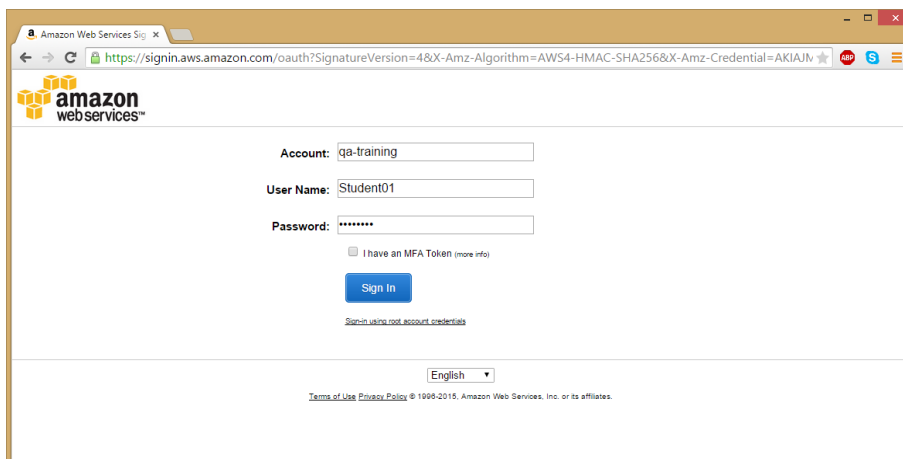 Amazon Web Services Sig
https://signin.aws.amazon.com/oauth?SignatureVersion=4&X-Amz-Algorithm=AWS4-HMAC-SHA256&X-Amz-Credential=AKIAJM
ABP
amazon
webservices™
Account: qa-training
User Name: Student01
Password: ••••••••
I have an MFA Token (more info)
Sign In
Sign-in using root account credentials
English
Terms of Use Privacy Policy © 1996-2015, Amazon Web Services, Inc. or its affiliates.